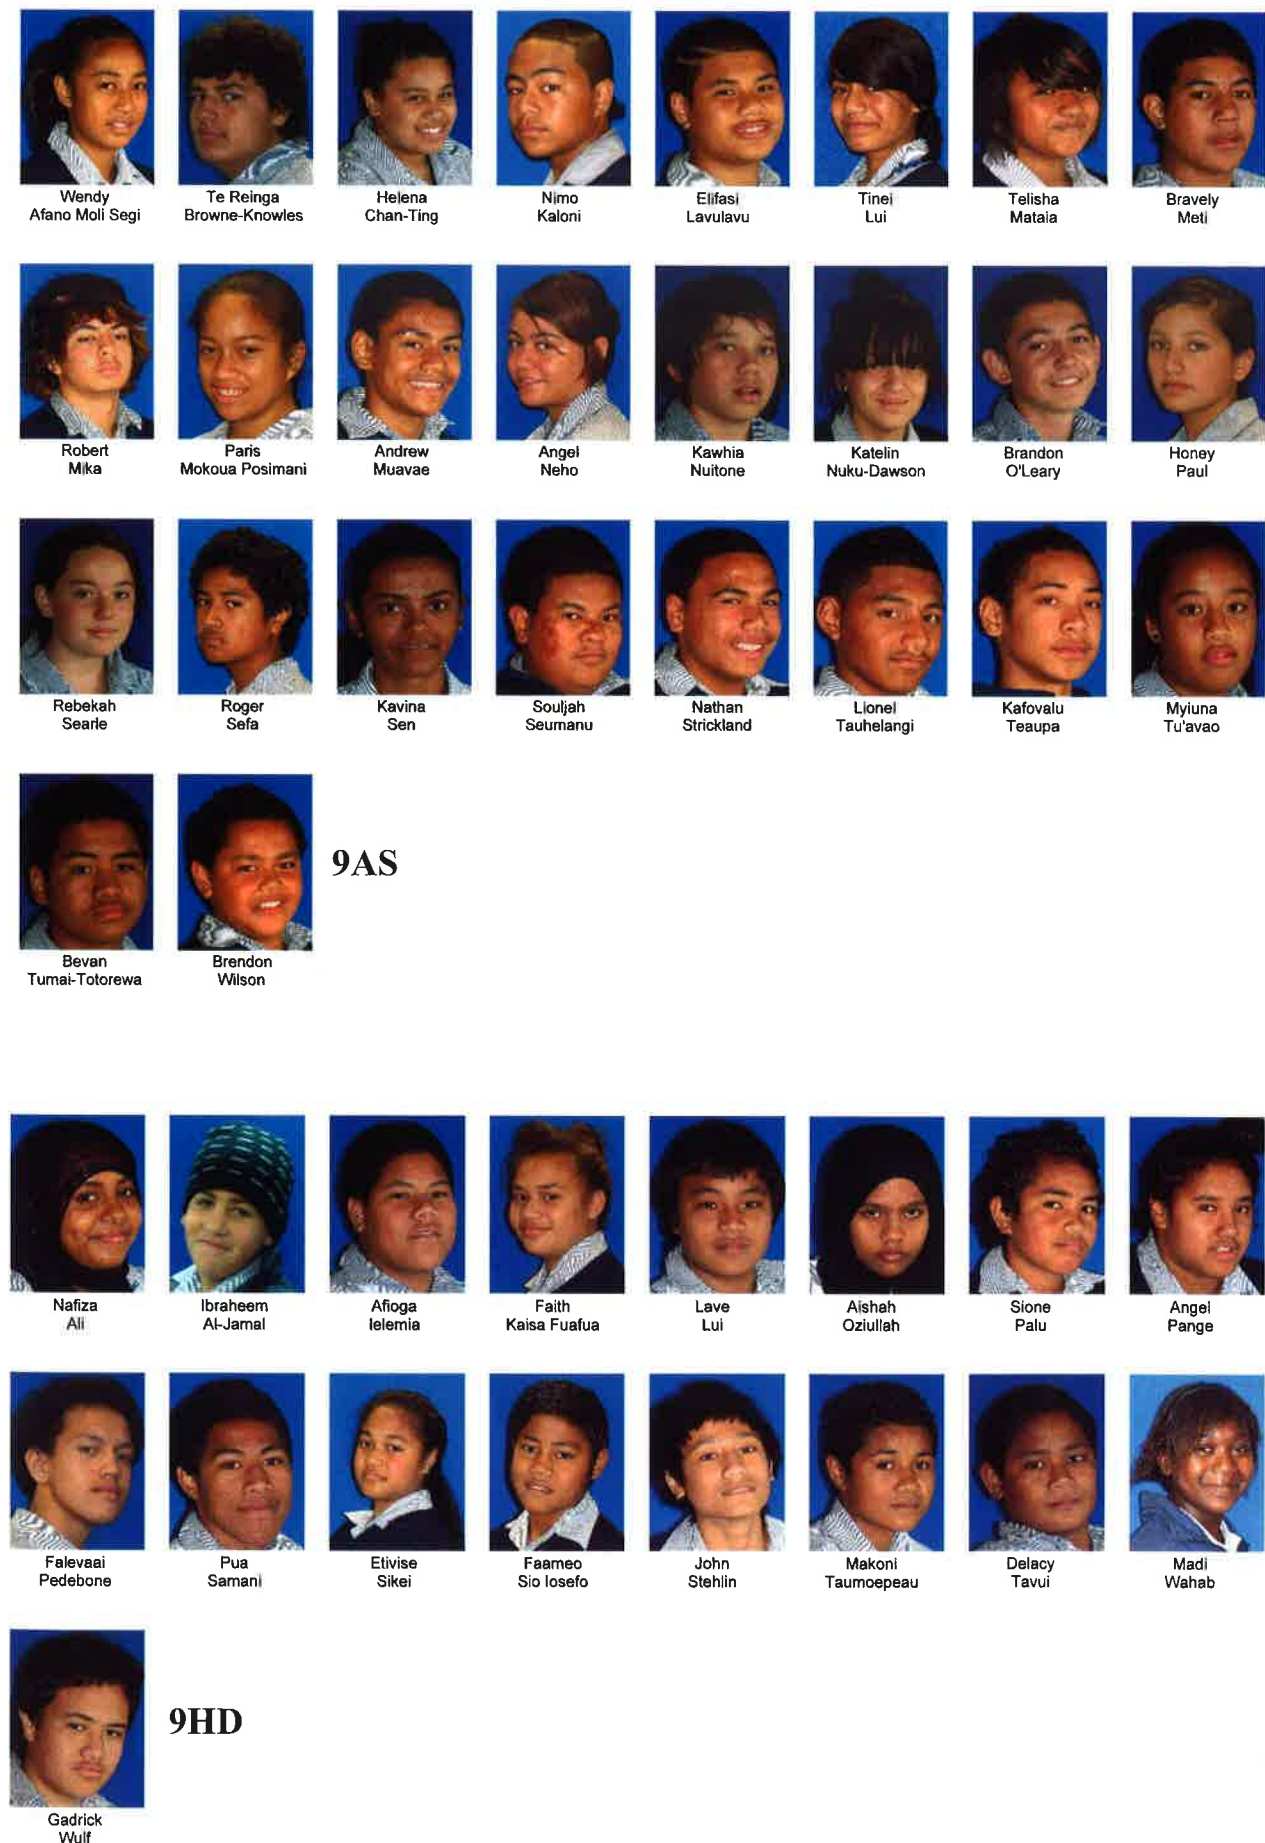 Wendy
Afano Moli Segi
Te Reinga
Browne-Knowles
Helena
Chan-Ting
Nimo
Kaloni
Elifasi
Lavulavu
Tinei
Lui
Telisha
Mataia
Bravely
Meti
Robert
Mika
Paris
Mokoua Posimani
Andrew
Muavae
Angel
Neho
Kawhia
Nuitone
Katelin
Nuku-Dawson
Brandon
O'Leary
Honey
Paul
Rebekah
Searle
Roger
Sefa
Kavina
Sen
Souljah
Seumanu
Nathan
Strickland
Lionel
Tauhelangi
Kafovalu
Teaupa
Myiuna
Tu'avao
Bevan
Tumai-Totorewa
Brendon
Wilson
9AS
Nafiza
Ali
Ibraheem
Al-Jamal
Afioga
Ielemia
Faith
Kaisa Fuafua
Lave
Lui
Aishah
Oziullah
Sione
Palu
Angel
Pange
Falevaai
Pedebone
Pua
Samani
Etivise
Sikei
Faameo
Sio Iosefo
John
Stehlin
Makoni
Taumoepeau
Delacy
Tavui
Madi
Wahab
Gadrick
Wulf
9HD